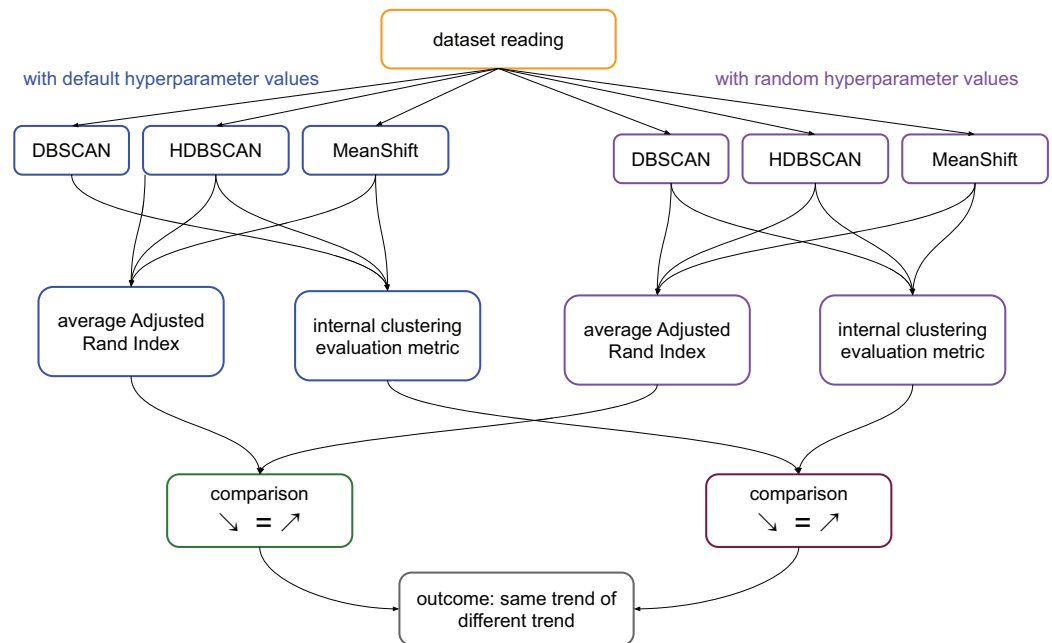 dataset reading
with default hyperparameter values
with random hyperparameter values
DBSCAN
HDBSCAN
MeanShift
DBSCAN
HDBSCAN
MeanShift
average Adjusted
Rand Index
internal clustering
evaluation metric
average Adjusted
Rand Index
internal clustering
evaluation metric
comparison
↘ = ↗
comparison
↘ = ↗
outcome: same trend of
different trend